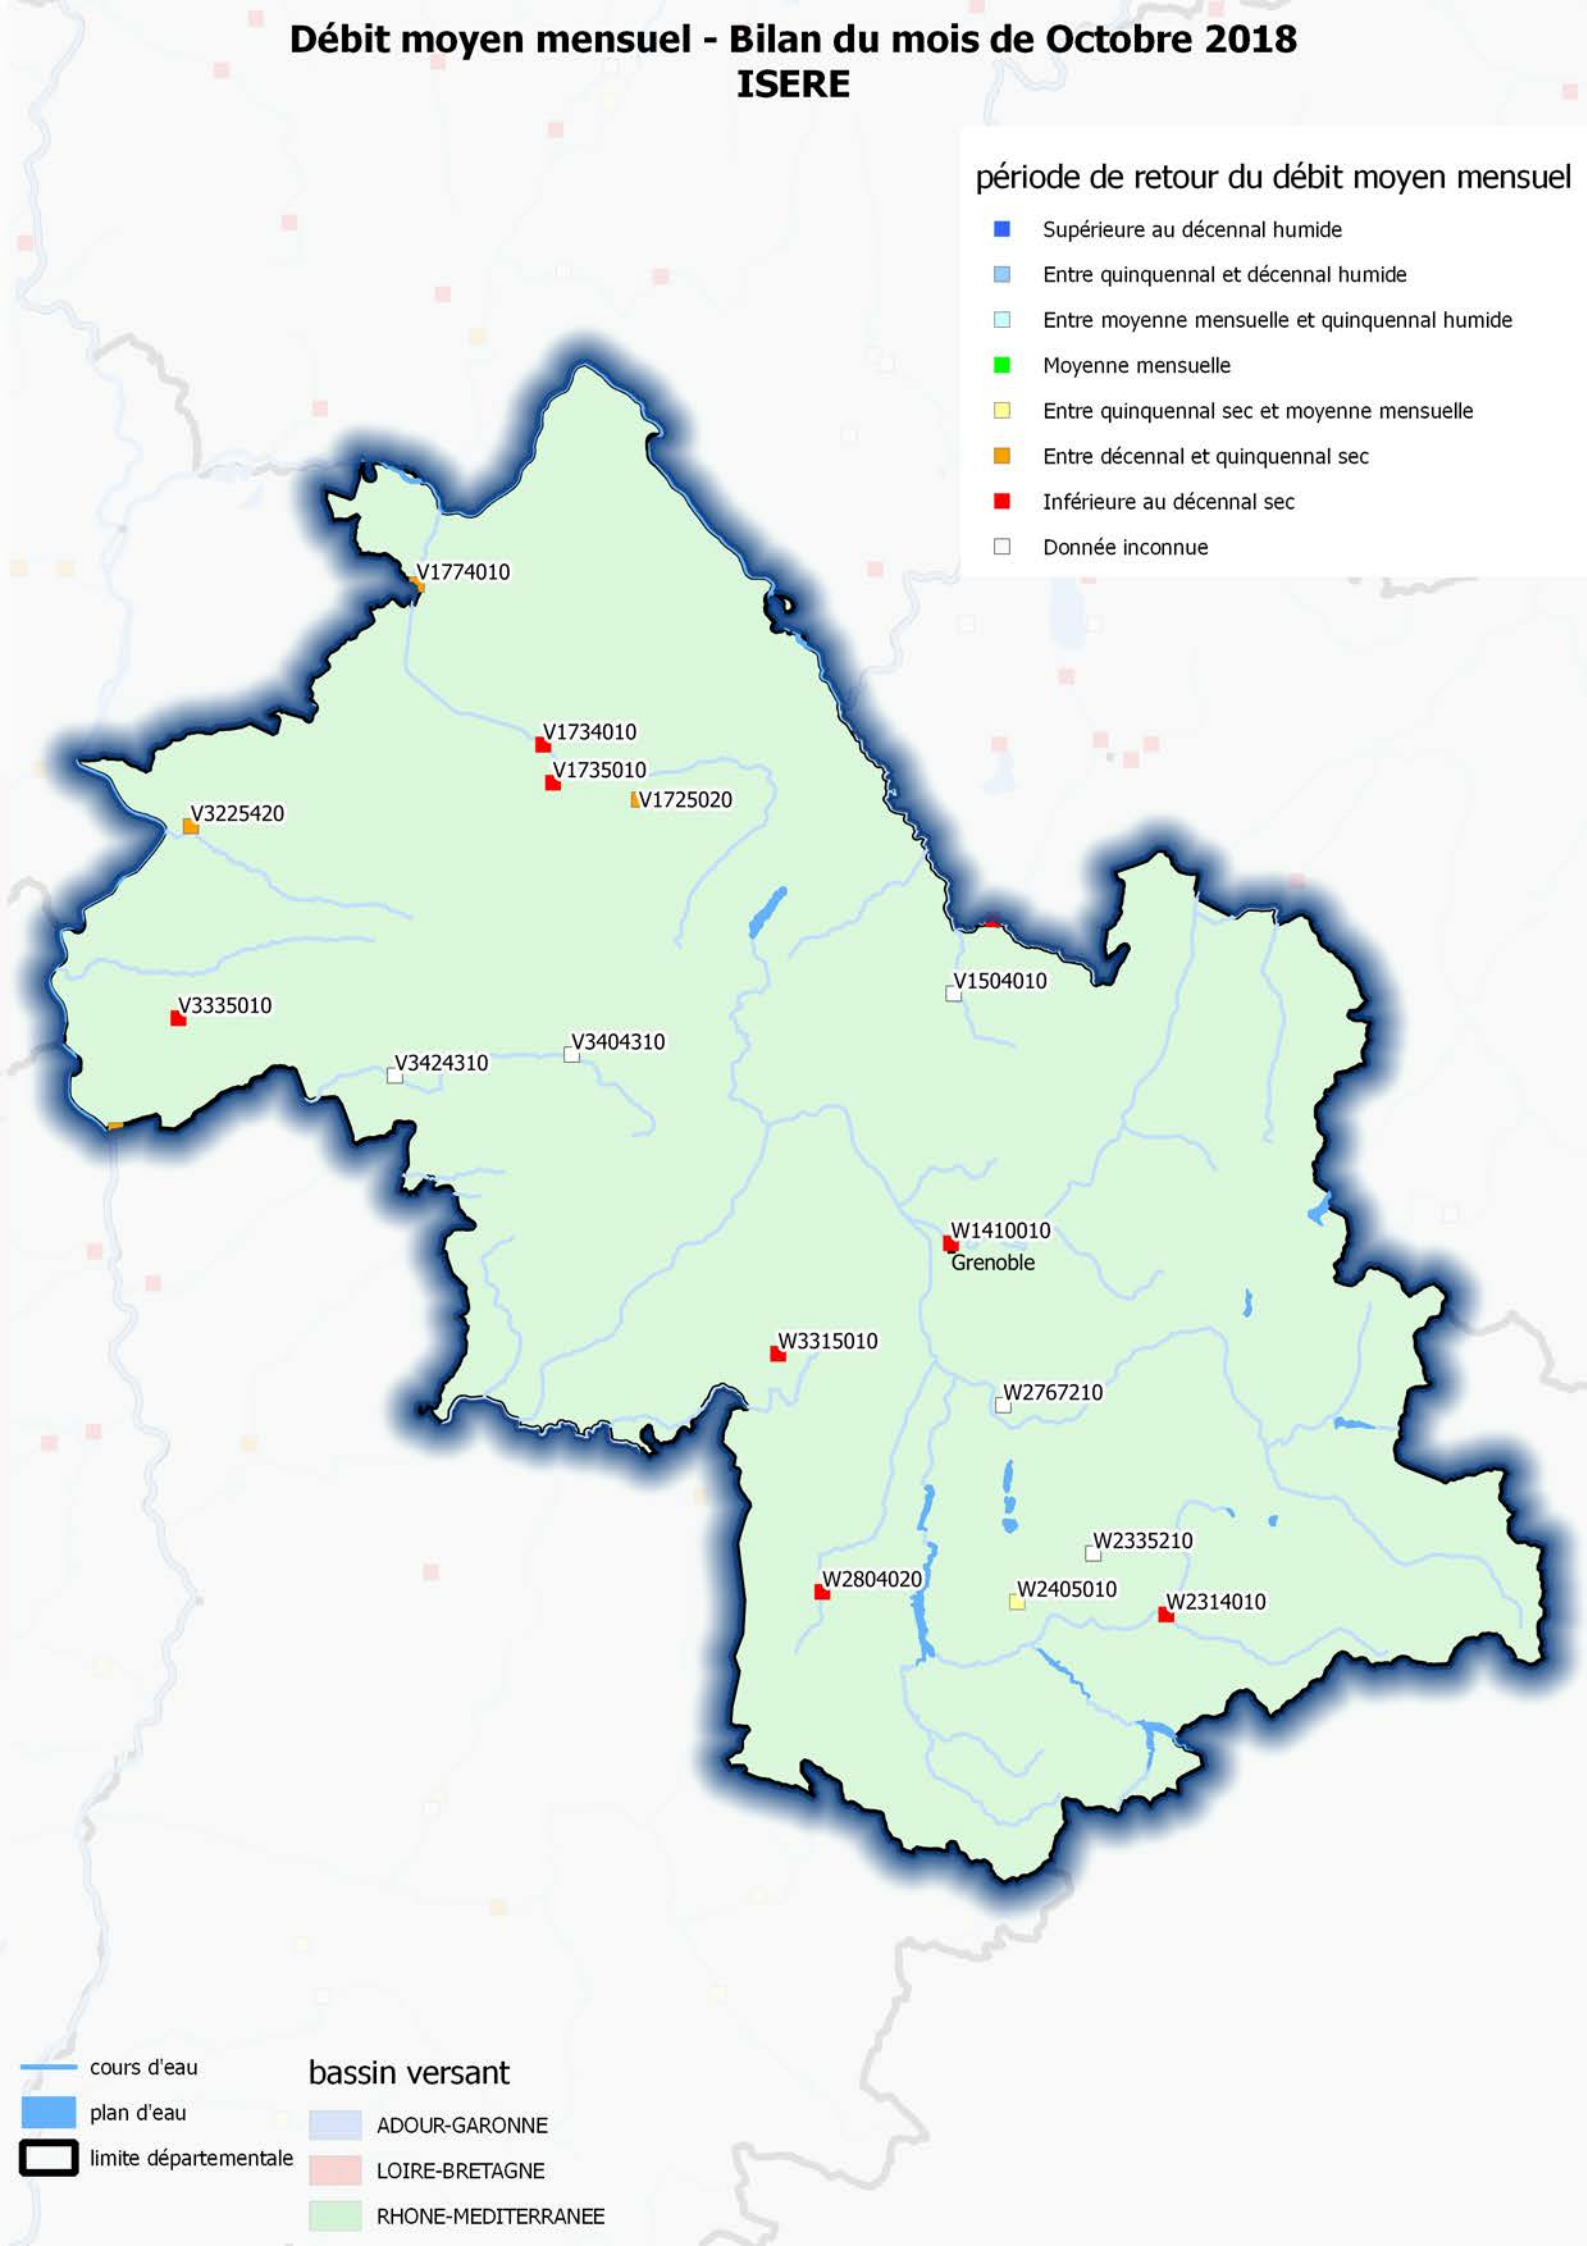 Débit moyen mensuel - Bilan du mois de Octobre 2018
ISERE
période de retour du débit moyen mensuel
Supérieure au décennal humide
Entre quinquennal et décennal humide
Entre moyenne mensuelle et quinquennal humide
Moyenne mensuelle
Entre quinquennal sec et moyenne mensuelle
Entre décennal et quinquennal sec
Inférieure au décennal sec
Donnée inconnue
V1774010
V1734010
V1735010
V1725020
V3225420
V1504010
V3335010
V3404310
V3424310
W1410010
Grenoble
W3315010
W2767210
W2335210
W2804020
W2405010
W2314010
cours d'eau
plan d'eau
limite départementale
bassin versant
ADOUR-GARONNE
LOIRE-BRETAGNE
RHONE-MEDITERRANEE